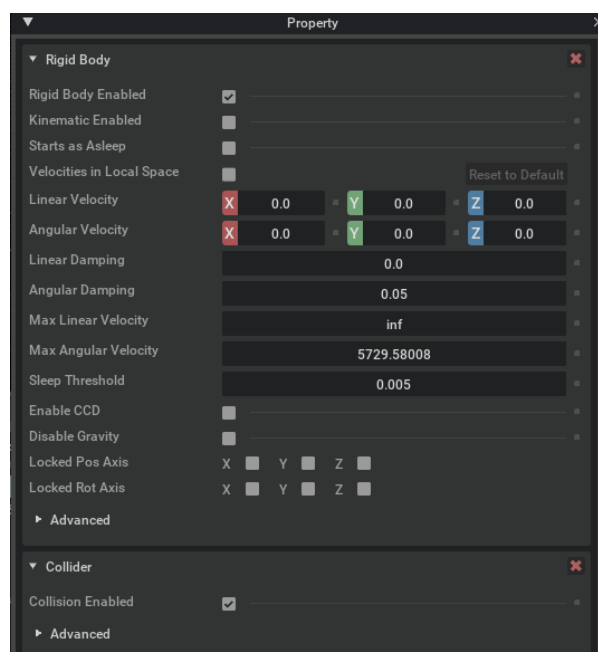 Property
Rigid Body
Rigid Body Enabled
Kinematic Enabled
Starts as Asleep
Velocities in Local Space Reset to Default
Linear Velocity X 0.0 Y 0.0 Z 0.0
Angular Velocity X 0.0 Y 0.0 Z 0.0
Linear Damping 0.0
Angular Damping 0.05
Max Linear Velocity inf
Max Angular Velocity 5729.58008
Sleep Threshold 0.005
Enable CCD
Disable Gravity
Locked Pos Axis X Y Z
Locked Rot Axis X Y Z
Advanced
Collider
Collision Enabled
Advanced